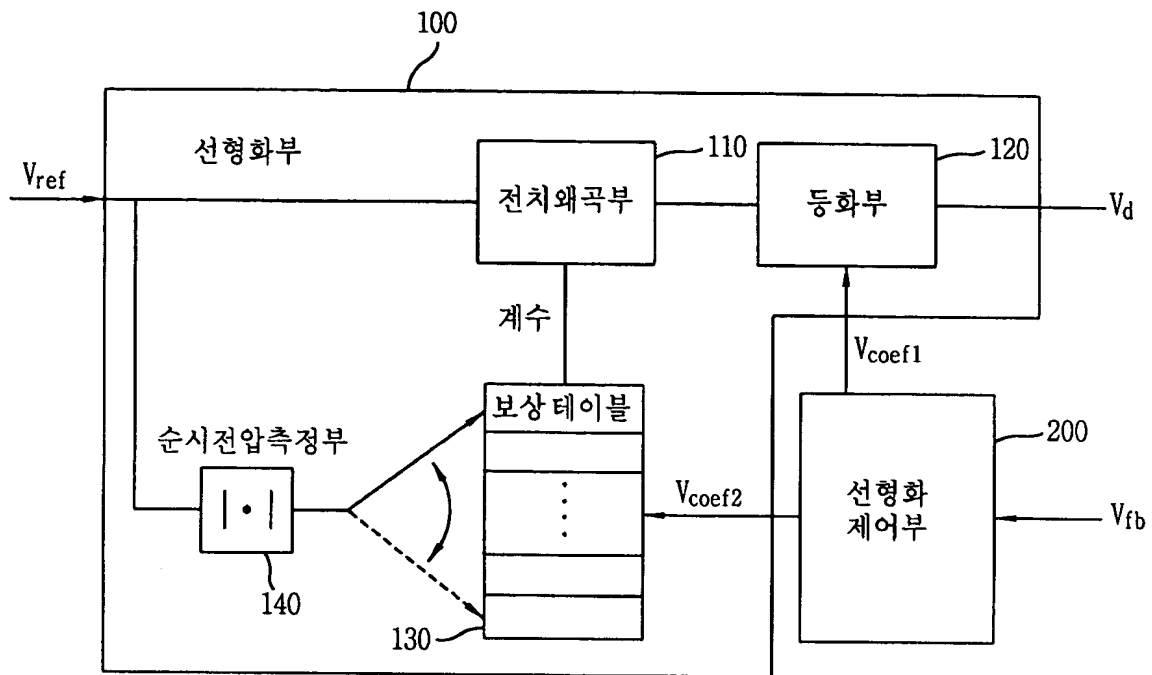 100
선형화부
110
120
V_ref
전치왜곡부
등화부
V_d
계수
V_coef1
보상 테이블
순시전압측정부
200
V_coef2
선형화
제어부
V_fb
| • |
140
130